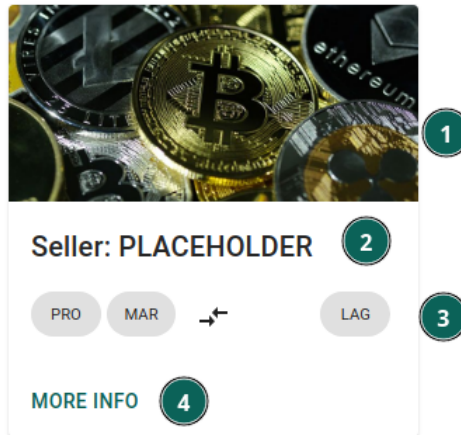 ethereum
1
Seller: PLACEHOLDER 2
PRO MAR LAG 3
MORE INFO 4